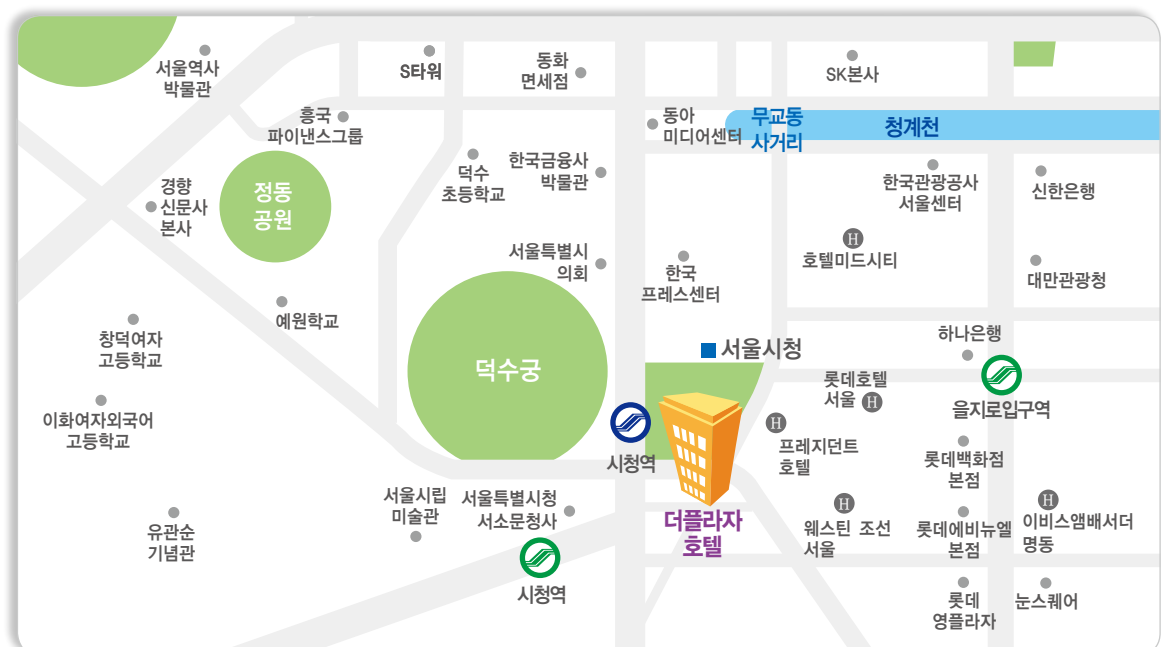 서울역사
박물관
S타워
동화
면세점
SK본사
흥국
파이낸스그룹
동아
미디어센터
무교동
사거리
청계천
경향
신문사
본사
정동
공원
덕수
초등학교
한국금융사
박물관
한국관광공사
서울센터
신한은행
서울특별시
의회
한국
프레스센터
H
호텔미드시티
대만관광청
창덕여자
고등학교
예원학교
덕수궁
서울시청
하나은행
롯데호텔
서울 H
을지로입구역
이화여자외국어
고등학교
시청역
H
프레지던트
호텔
롯데백화점
본점
유관순
기념관
서울시립
미술관
서울특별시청
서소문청사
더플라자
호텔
H
웨스틴 조선
서울
롯데에비뉴엘
본점
H
이비스앰배서더
명동
시청역
롯데
영플라자
눈스퀘어